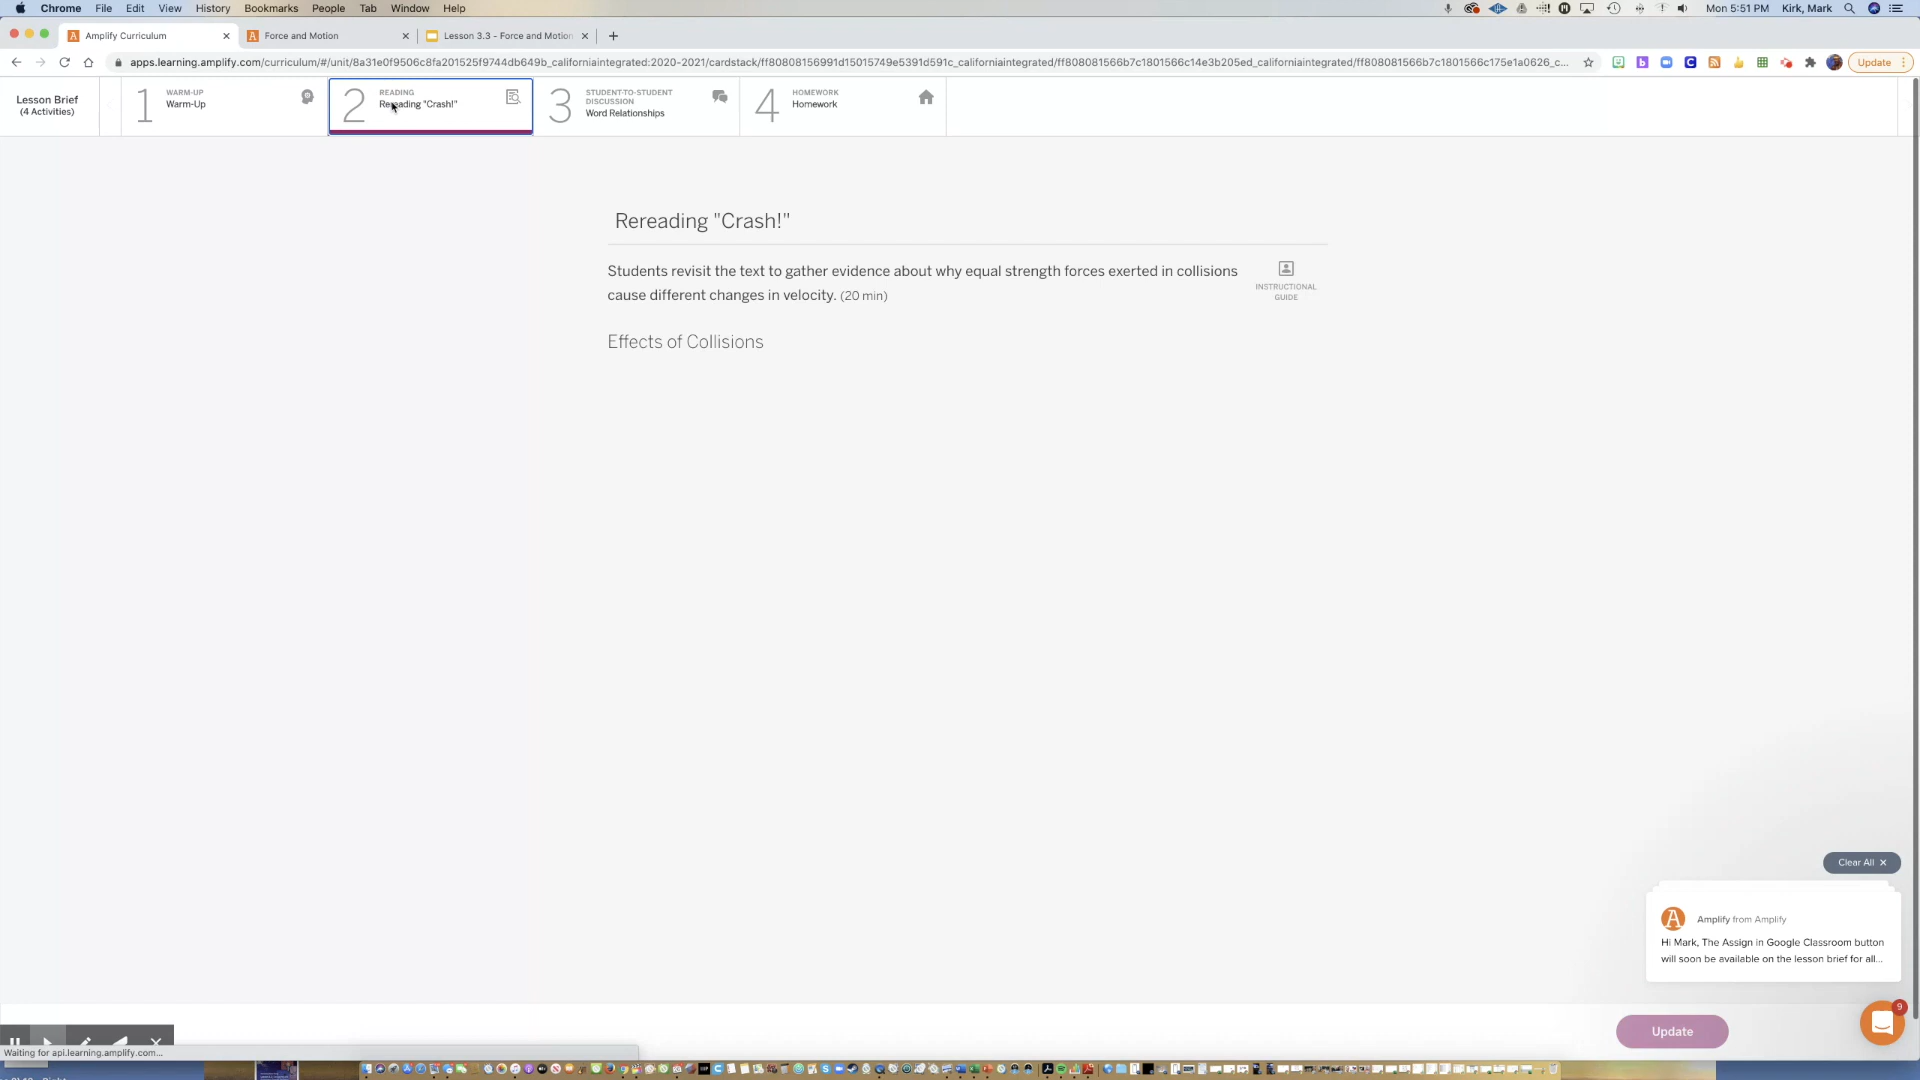 Chrome File Edit View History Bookmarks People Tab Window Help
Mon 5:51 PM Kirk, Mark
Amplify Curriculum
Force and Motion
Lesson 3.3 - Force and Motion
apps.learning.amplify.com/curriculum/#/unit/8a31e0f9506c8fa201525f9744db649b_californiaintegrated:2020-2021/cardstack/ff808081569​91d15015749e5391d591c_californiaintegrated/ff808081566b7c1801566c14e3b205ed_californiaintegrated/ff808081566b7c1801566c175e1a0626_c...
Update
Lesson Brief
(4 Activities)
1
WARM-UP
Warm-Up
2
READING
Rereading "Crash!"
3
STUDENT-TO-STUDENT
DISCUSSION
Word Relationships
4
HOMEWORK
Homework
Rereading "Crash!"
Students revisit the text to gather evidence about why equal strength forces exerted in collisions
cause different changes in velocity. (20 min)
INSTRUCTIONAL
GUIDE
Effects of Collisions
Clear All
Amplify from Amplify
Hi Mark, The Assign in Google Classroom button
will soon be available on the lesson brief for all...
9
Update
Waiting for api.learning.amplify.com...